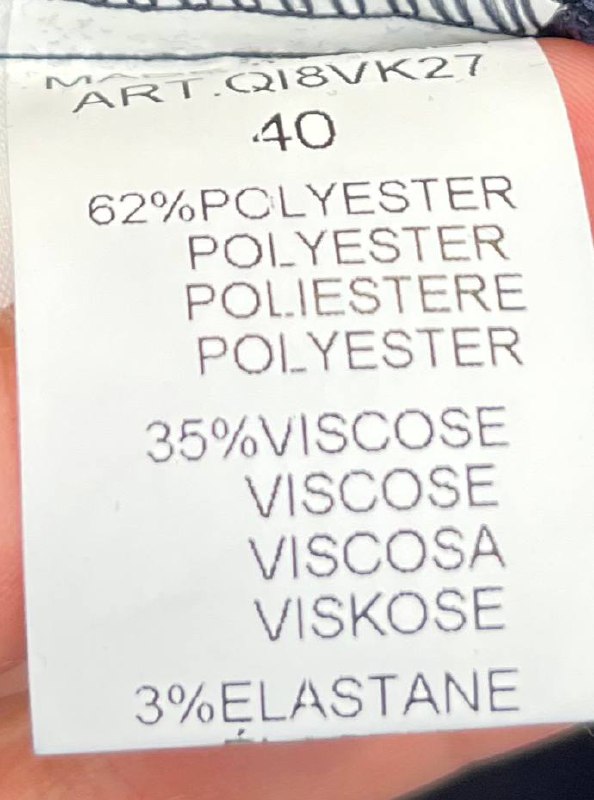 ART.QI8VK27
40
62%POLYESTER
POLYESTER
POLIESTERE
POLYESTER
35%VISCOSE
VISCOSE
VISCOSA
VISKOSE
3%ELASTANE